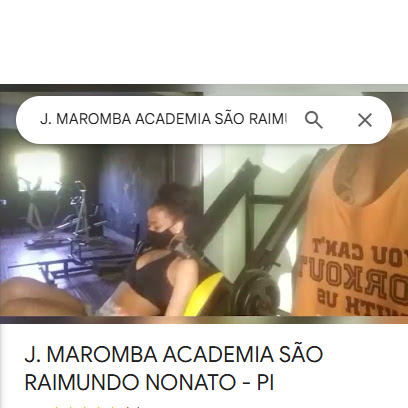 J. MAROMBA ACADEMIA SÃO RAIMU
YOU CAN'T
WORKOUT
WITH US
J. MAROMBA ACADEMIA SÃO
RAIMUNDO NONATO - PI